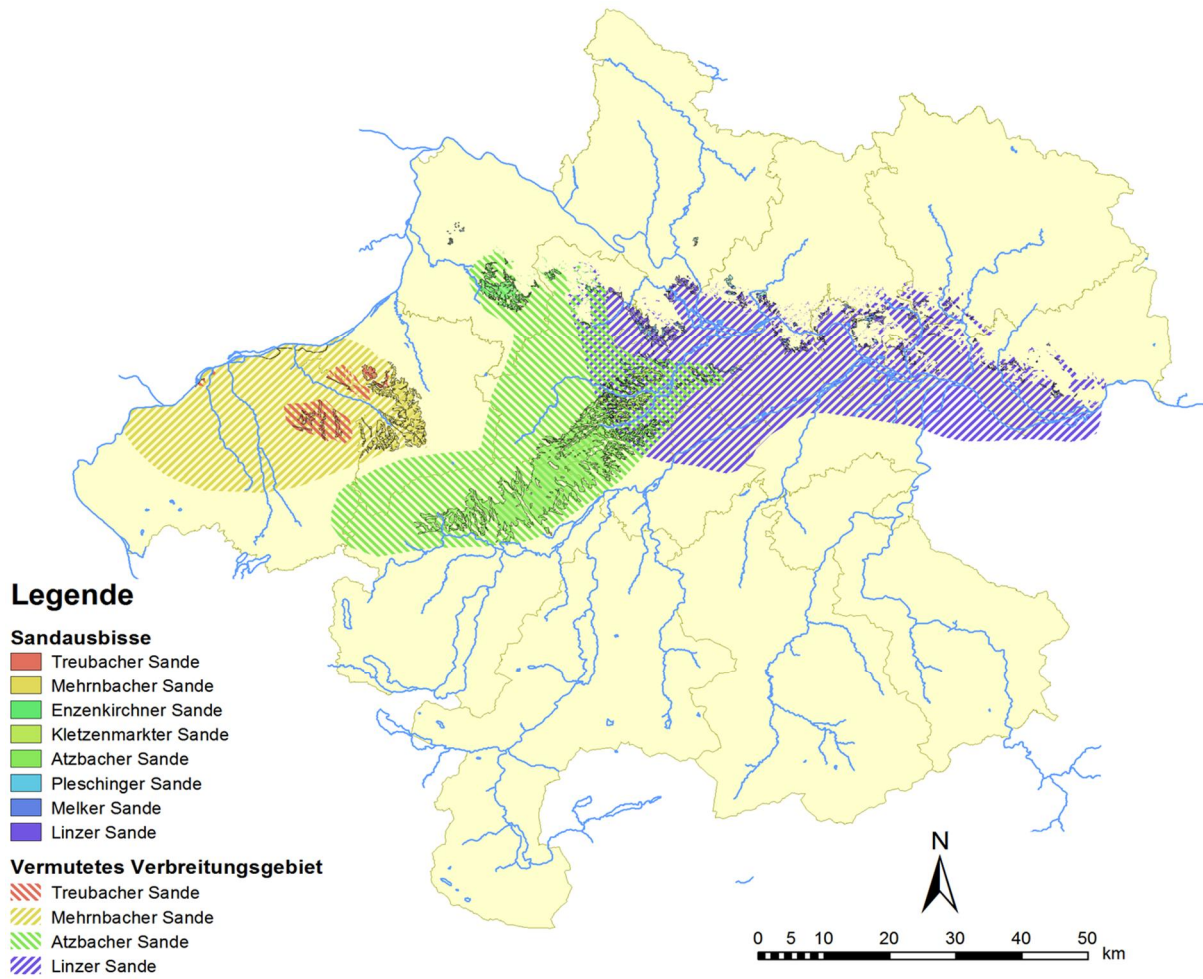 Legende
Sandausbisse
Treubacher Sande
Mehrnbacher Sande
Enzenkirchner Sande
Kletzenmarkter Sande
Atzbacher Sande
Pleschinger Sande
Melker Sande
Linzer Sande
Vermutetes Verbreitungsgebiet
Treubacher Sande
Mehrnbacher Sande
Atzbacher Sande
Linzer Sande
N
0 5 10 20 30 40 50
km